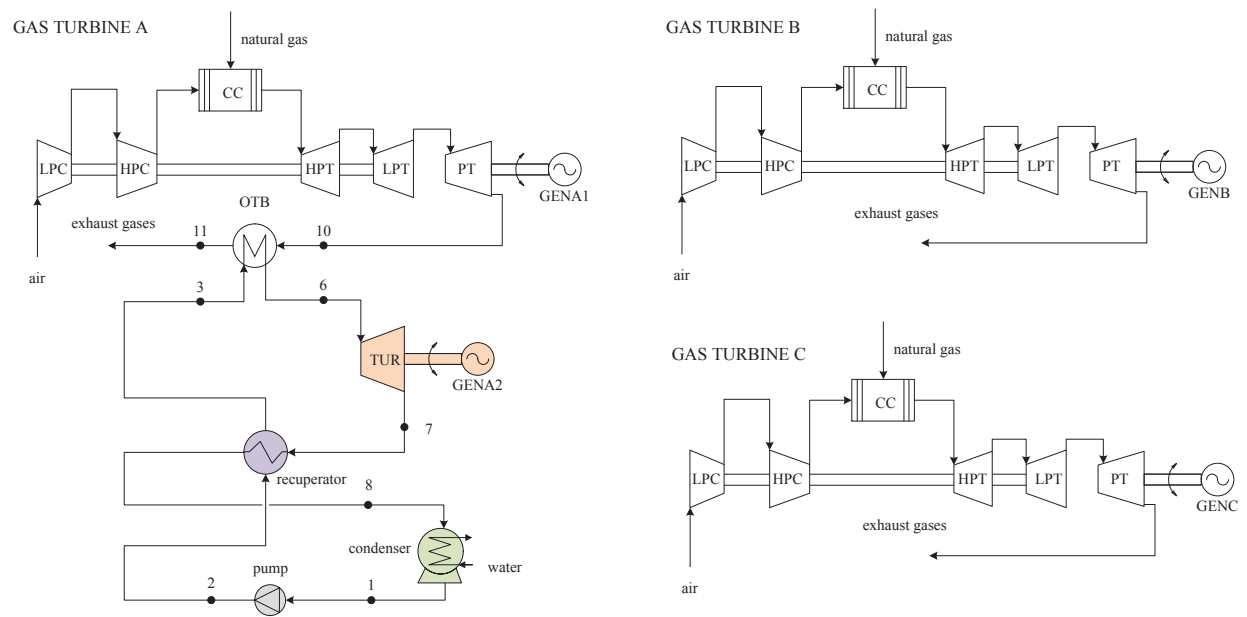 GAS TURBINE A
natural gas
CC
LPC
HPC
HPT
LPT
PT
GENA1
OTB
exhaust gases
11
10
air
3
6
TUR
GENA2
7
recuperator
8
condenser
water
pump
2
1
GAS TURBINE B
natural gas
CC
LPC
HPC
HPT
LPT
PT
GENB
exhaust gases
air
GAS TURBINE C
natural gas
CC
LPC
HPC
HPT
LPT
PT
GENC
exhaust gases
air